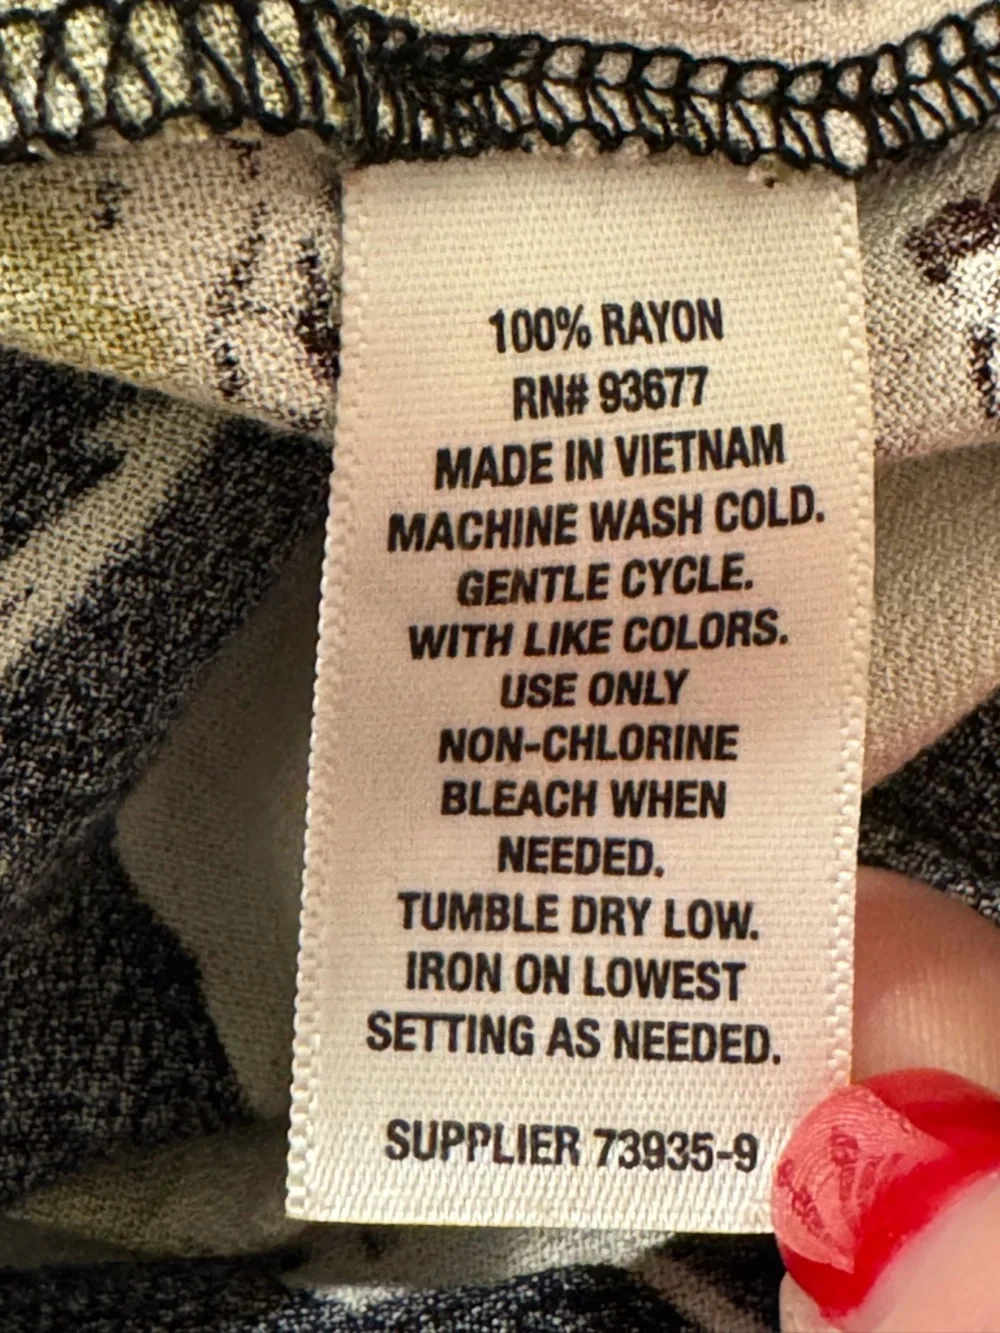 100% RAYON
RN# 93677
MADE IN VIETNAM
MACHINE WASH COLD.
GENTLE CYCLE.
WITH LIKE COLORS.
USE ONLY
NON-CHLORINE
BLEACH WHEN
NEEDED.
TUMBLE DRY LOW.
IRON ON LOWEST
SETTING AS NEEDED.
SUPPLIER 73935-9